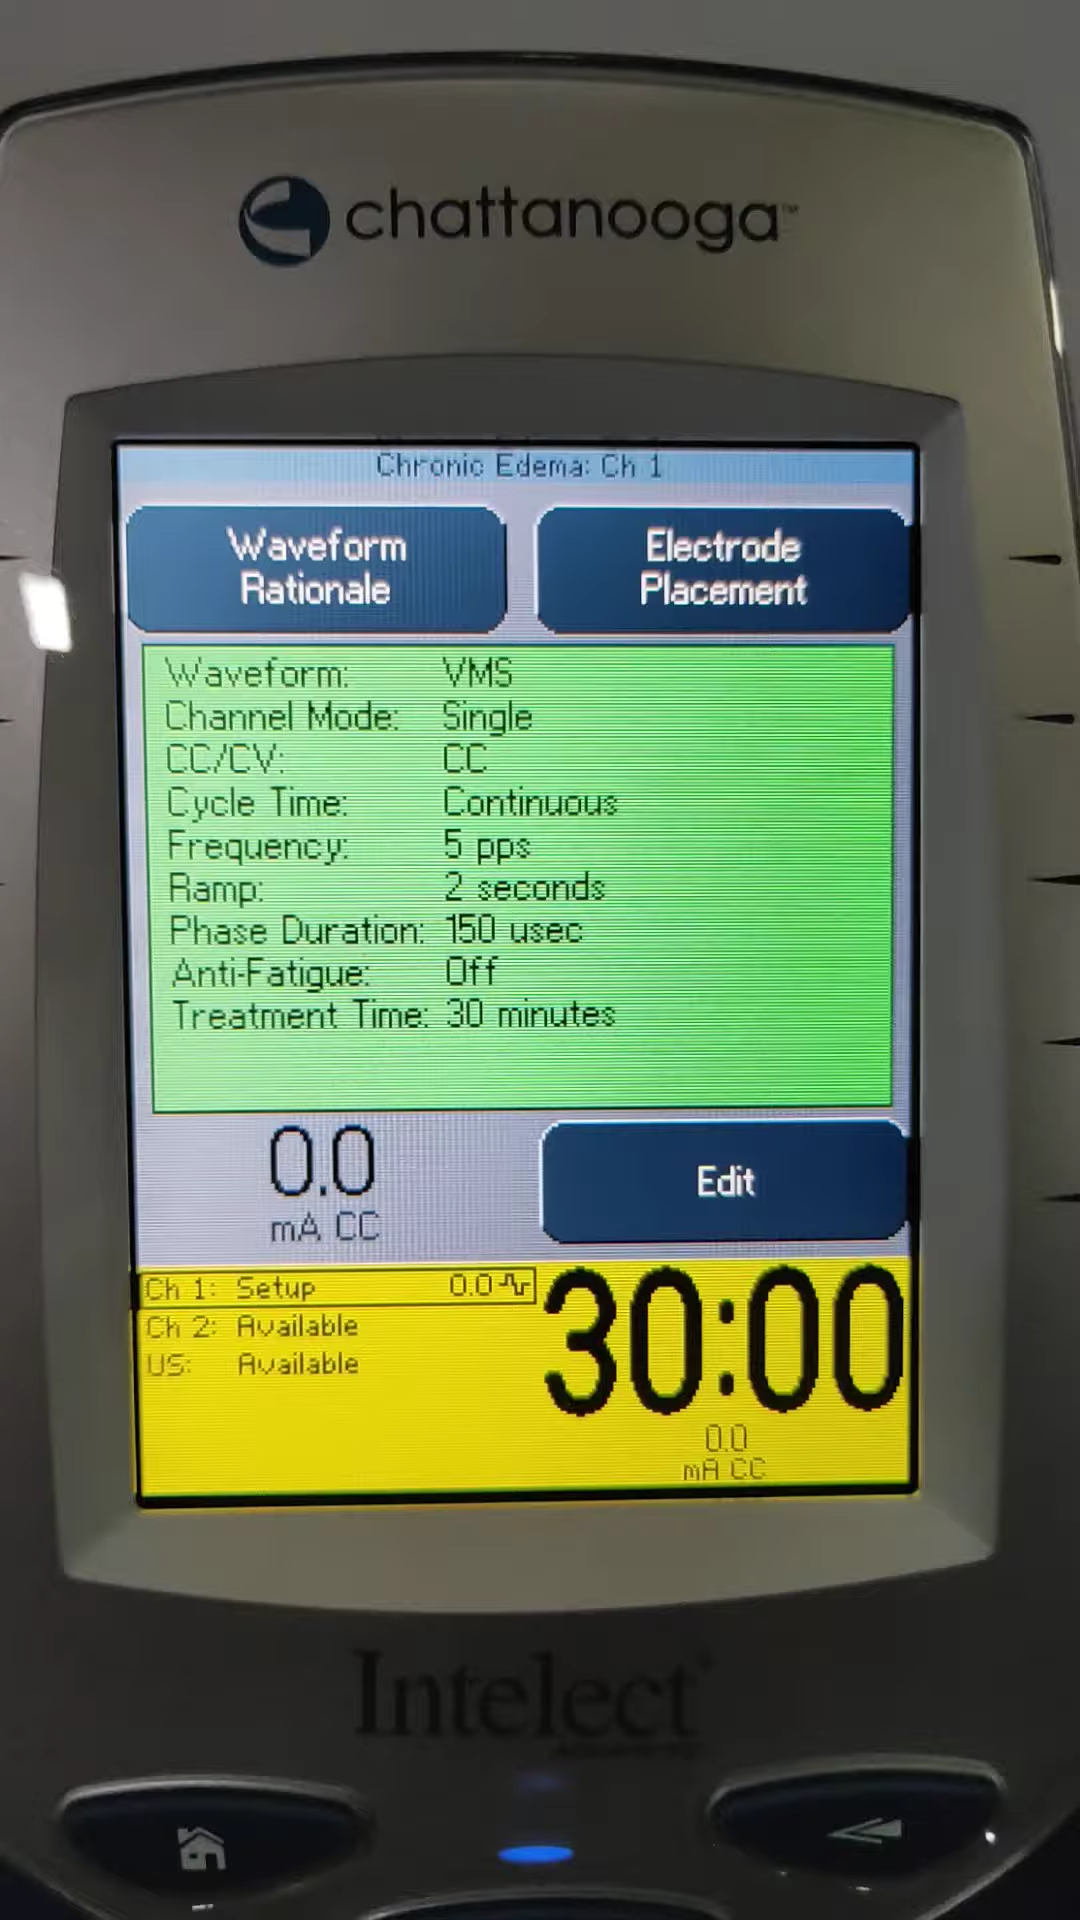 chattanooga™
Chronic Edema: Ch 1
Waveform Rationale
Electrode Placement
Waveform: VMS
Channel Mode: Single
CC/CV: CC
Cycle Time: Continuous
Frequency: 5 pps
Ramp: 2 seconds
Phase Duration: 150 usec
Anti-Fatigue: Off
Treatment Time: 30 minutes
0.0
mA CC
Edit
Ch 1: Setup 0.0
Ch 2: Available
US: Available
30:00
0.0
mA CC
Intelect